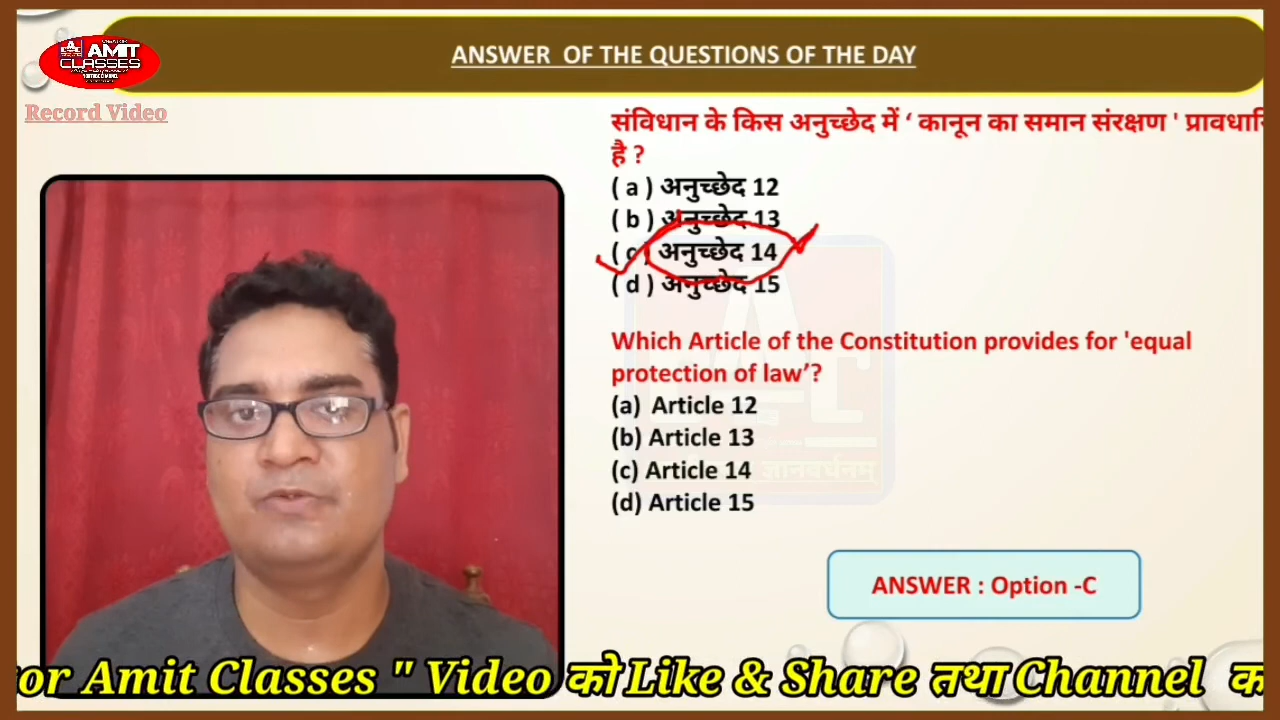 ANSWER OF THE QUESTIONS OF THE DAY
AMIT
CLASSES
Record Video
संविधान के किस अनुच्छेद में ‘ कानून का समान संरक्षण ' 
है ?
( a ) अनुच्छेद 12
( b ) अनुच्छेद 13
( c ) अनुच्छेद 14
( d ) अनुच्छेद 15
Which Article of the Constitution provides for 'equal
protection of law’?
(a) Article 12
(b) Article 13
(c) Article 14
(d) Article 15
ज्ञानवर्धनम्
ANSWER : Option -C
or Amit Classes " Video को Like & Share तथा Channel